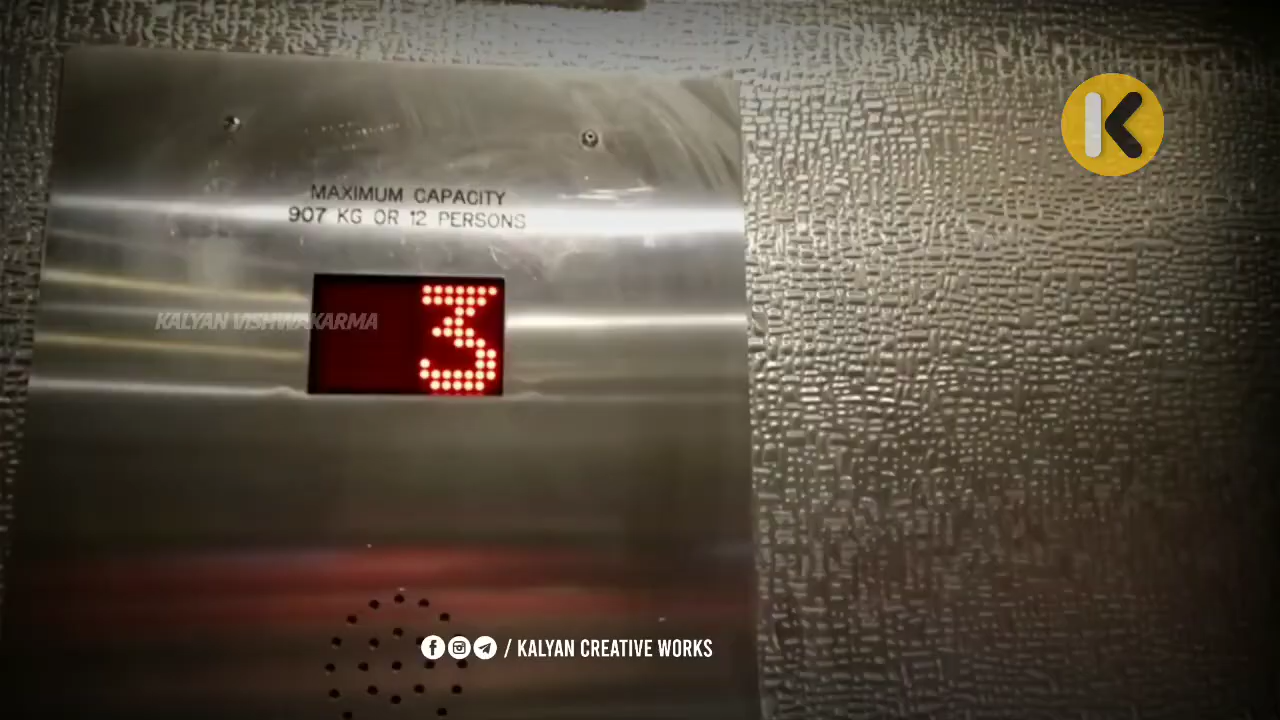 K
MAXIMUM CAPACITY
907 KG OR 12 PERSONS
3
KALYAN VISHWAKARMA
/ KALYAN CREATIVE WORKS